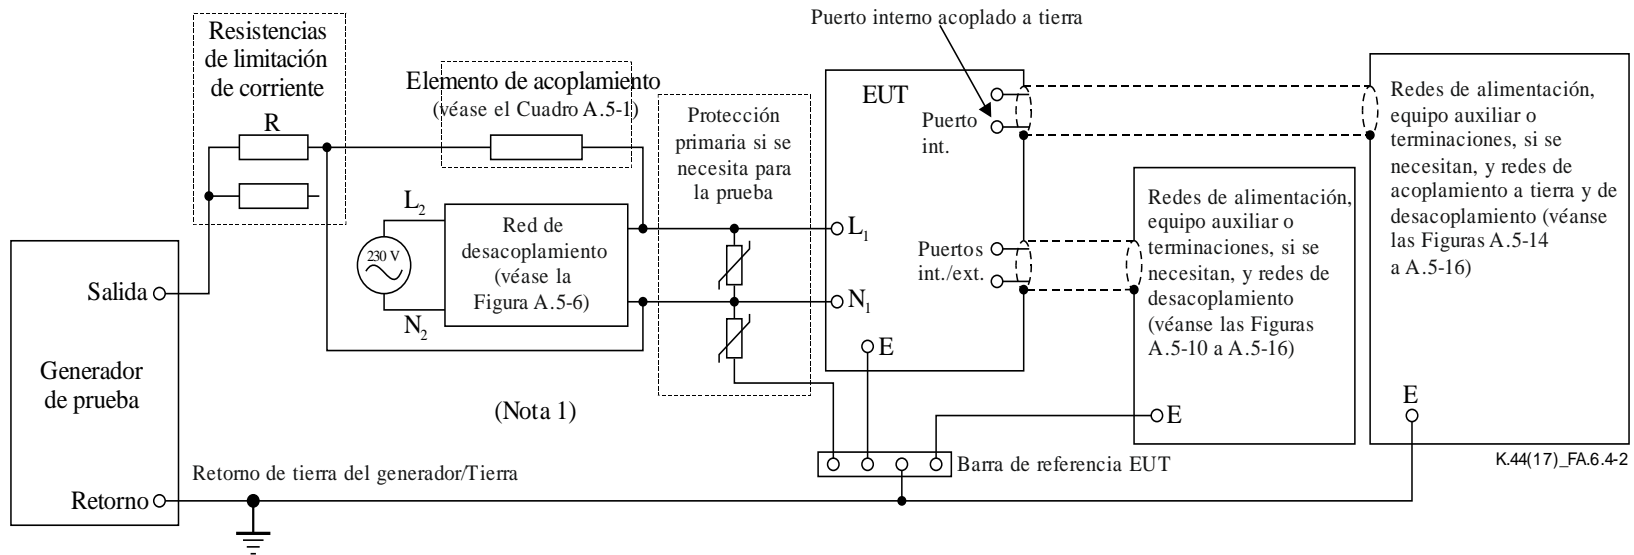 Puerto interno acoplado a tierra
Resistencias
de limitación
de corriente
R
Elemento de acoplamiento
(véase el Cuadro A.5-1)
Protección
primaria si se
necesita para
la prueba
EUT
Puerto
int.
Redes de alimentación,
equipo auxiliar o
terminaciones, si se
necesitan, y redes de
acoplamiento a tierra y de
desacoplamiento (véanse
las Figuras A.5-14
a A.5-16)
L2
230 V
N2
Red de
desacoplamiento
(véase la
Figura A.5-6)
L1
N1
E
Puertos
int./ext.
Redes de alimentación,
equipo auxiliar o
terminaciones, si se
necesitan, y redes de
desacoplamiento
(véanse las Figuras
A.5-10 a A.5-16)
E
E
Salida
Generador
de prueba
Retorno
(Nota 1)
Retorno de tierra del generador/Tierra
Barra de referencia EUT
K.44(17)_FA.6.4-2